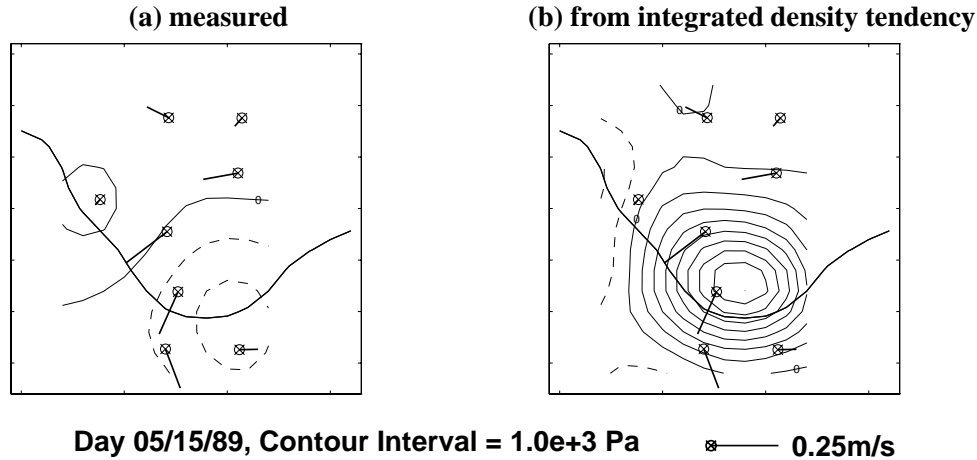 (a) measured
(b) from integrated density tendency
0
0
0
0
Day 05/15/89, Contour Interval = 1.0e+3 Pa
0.25m/s